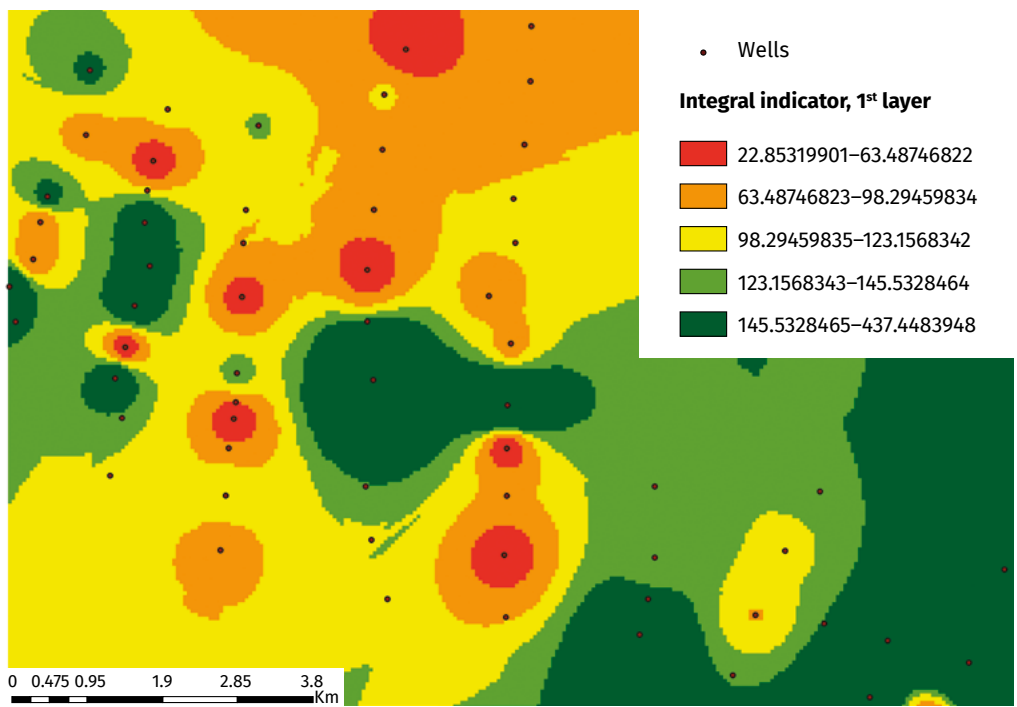 Wells
Integral indicator, 1st layer
22.85319901–63.48746822
63.48746823–98.29459834
98.29459835–123.1568342
123.1568343–145.5328464
145.5328465–437.4483948
0 0.475 0.95 1.9 2.85 3.8
Km